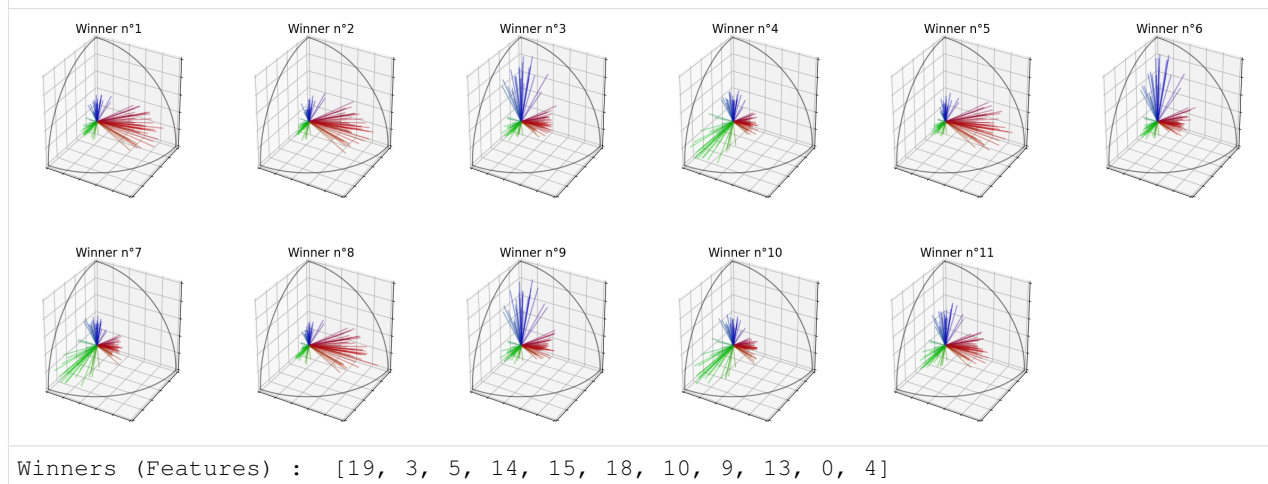 Winner n°1 Winner n°2 Winner n°3 Winner n°4 Winner n°5 Winner n°6
Winner n°7 Winner n°8 Winner n°9 Winner n°10 Winner n°11
Winners (Features) :  [19, 3, 5, 14, 15, 18, 10, 9, 13, 0, 4]